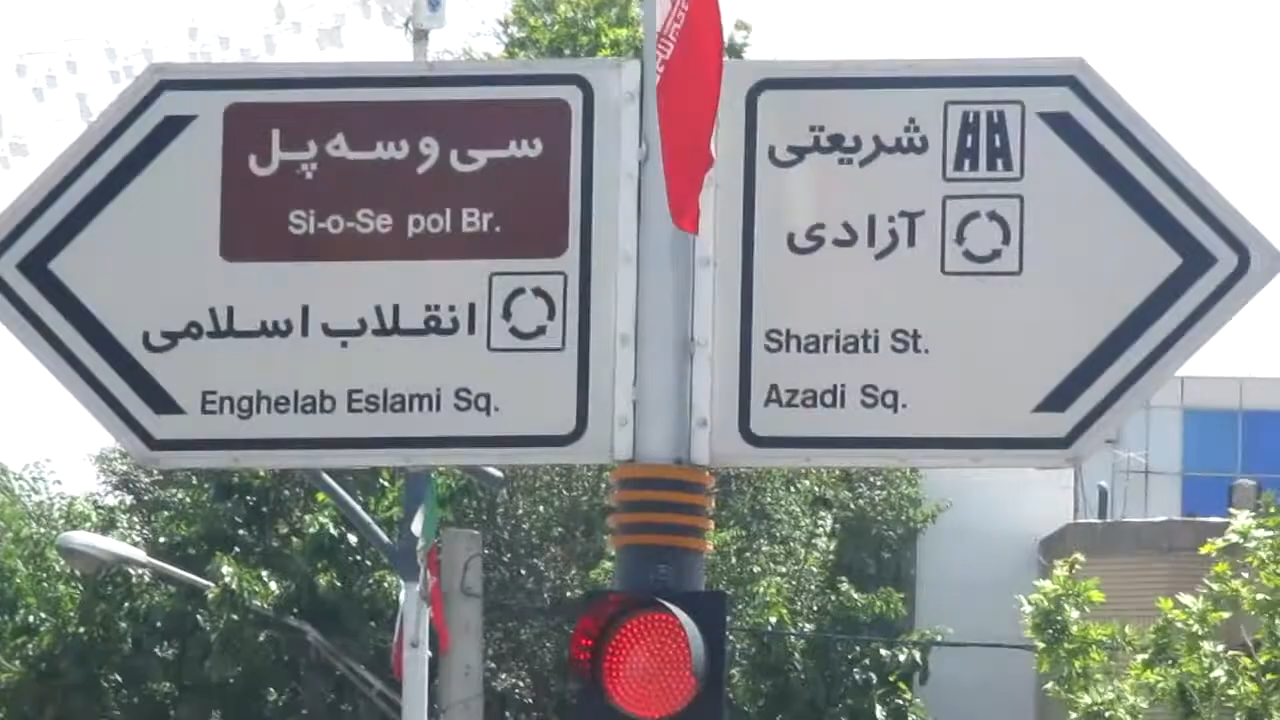 سی و سه پل
Si-o-Se pol Br.
انقلاب اسلامی
Enghelab Eslami Sq.
شریعتی
آزادی
Shariati St.
Azadi Sq.